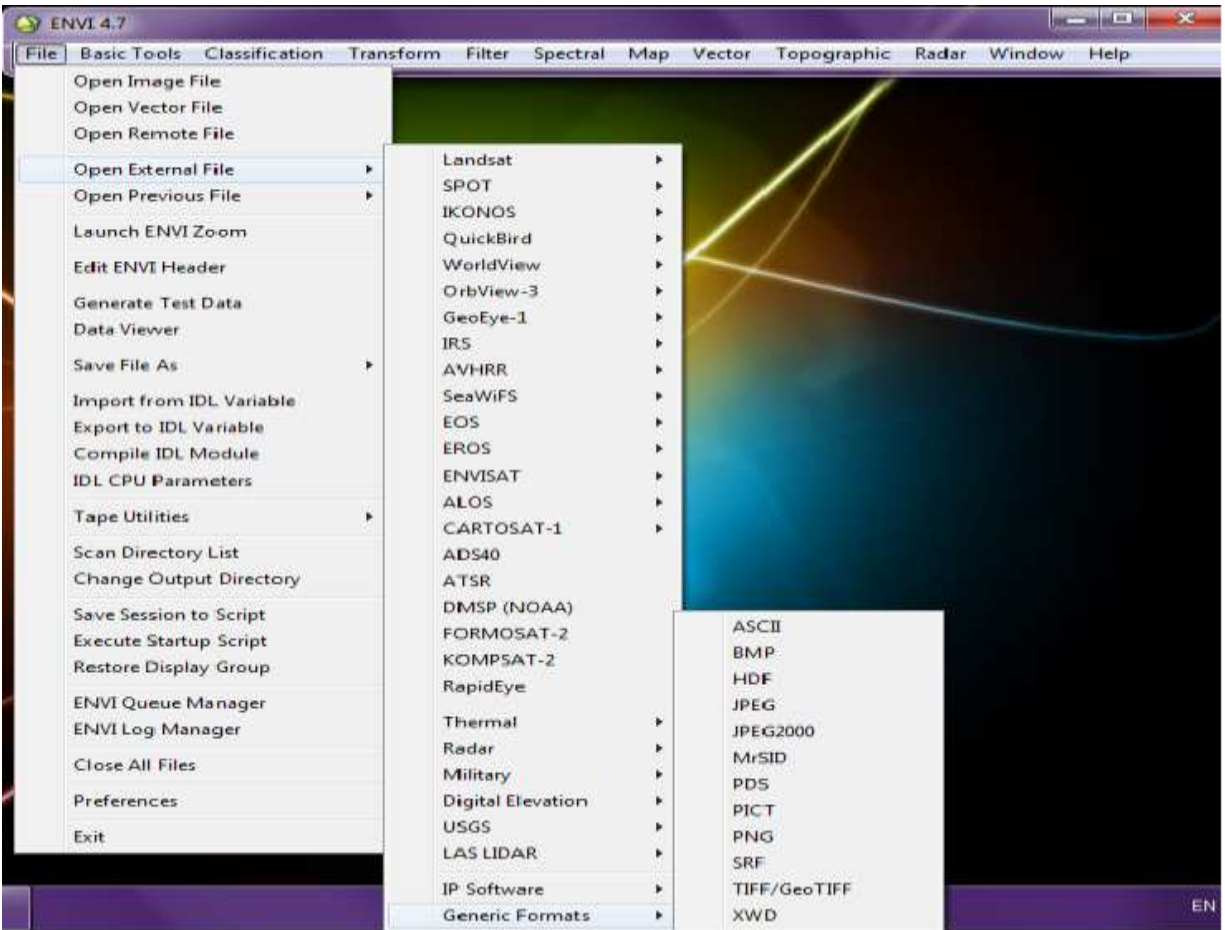 ENVI 4.7
File Basic Tools Classification Transform Filter Spectral Map Vector Topographic Radar Window Help
Open Image File
Open Vector File
Open Remote File
Open External File
Open Previous File
Launch ENVI Zoom
Edit ENVI Header
Generate Test Data
Data Viewer
Save File As
Import from IDL Variable
Export to IDL Variable
Compile IDL Module
IDL CPU Parameters
Tape Utilities
Scan Directory List
Change Output Directory
Save Session to Script
Execute Startup Script
Restore Display Group
ENVI Queue Manager
ENVI Log Manager
Close All Files
Preferences
Exit
Landsat
SPOT
IKONOS
QuickBird
WorldView
OrbView-3
GeoEye-1
IRS
AVHRR
SeaWiFS
EOS
EROS
ENVISAT
ALOS
CARTOSAT-1
ADS40
ATSR
DMSP (NOAA)
FORMOSAT-2
KOMPSAT-2
RapidEye
Thermal
Radar
Military
Digital Elevation
USGS
LAS LIDAR
IP Software
Generic Formats
ASCII
BMP
HDF
JPEG
JPEG2000
MrSID
PDS
PICT
PNG
SRF
TIFF/GeoTIFF
XWD
EN